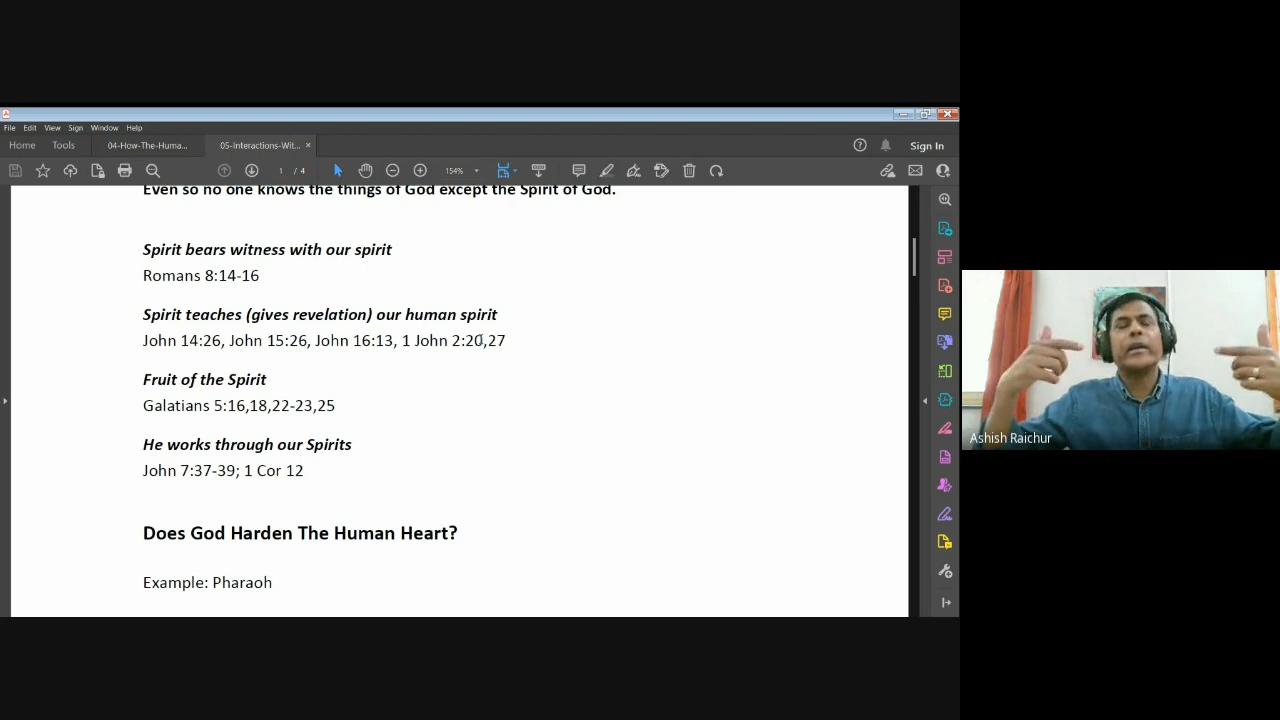 File Edit View Sign Window Help
Home Tools 04-How-The-Huma... 05-Interactions-Wit... × Sign In
1 / 4 154%
Even so no one knows the things of God except the Spirit of God.
Spirit bears witness with our spirit
Romans 8:14-16
Spirit teaches (gives revelation) our human spirit
John 14:26, John 15:26, John 16:13, 1 John 2:20,27
Fruit of the Spirit
Galatians 5:16,18,22-23,25
He works through our Spirits
John 7:37-39; 1 Cor 12
Does God Harden The Human Heart?
Example: Pharaoh
Ashish Raichur